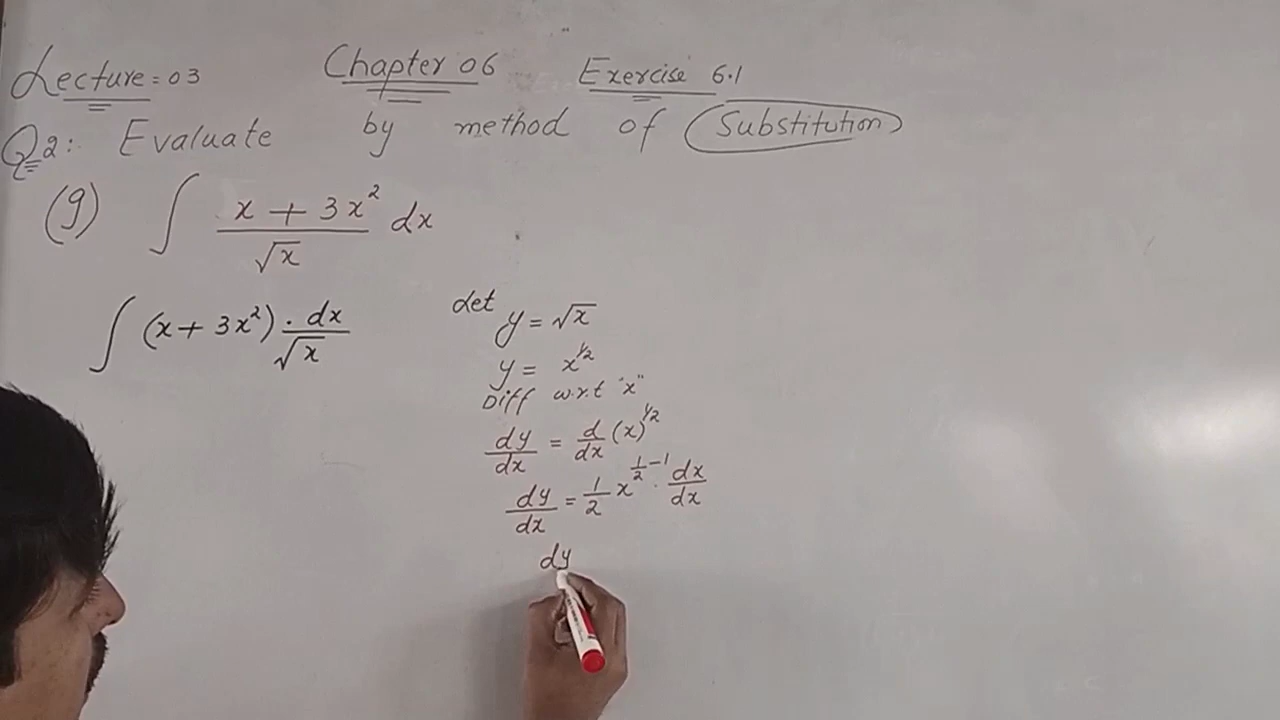 Lecture = 03 Chapter 06 Exercise 6.1
Q2: Evaluate by method of Substitution
(g) ∫ (x + 3x²)/√x dx
∫ (x + 3x²) · dx/√x
Let
y = √x
y = x^(1/2)
Diff w.r.t "x"
dy/dx = d/dx (x)^(1/2)
dy/dx = 1/2 x^(1/2 − 1) · dx/dx
dy